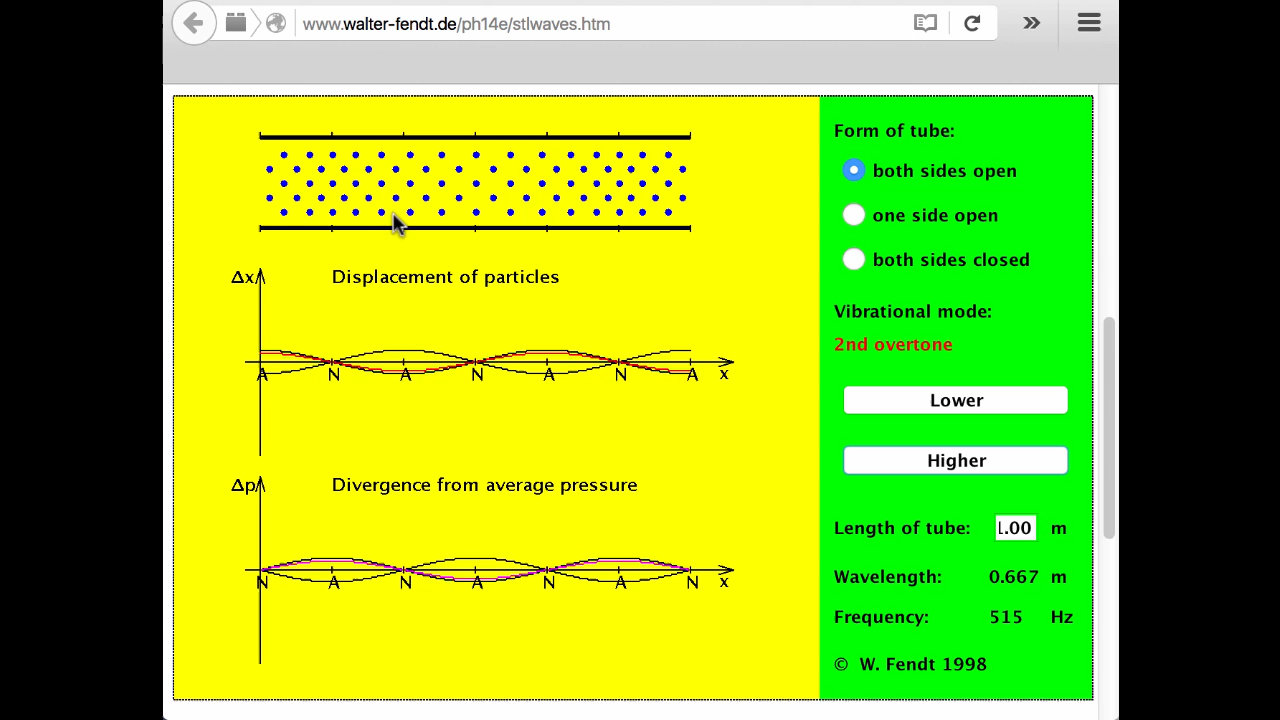 www.walter-fendt.de/ph14e/stlwaves.htm
Form of tube:
both sides open
one side open
both sides closed
Vibrational mode:
2nd overtone
Lower
Higher
Length of tube: 1.00 m
Wavelength: 0.667 m
Frequency: 515 Hz
© W. Fendt 1998
Δx
Displacement of particles
A N A N A N A x
Δp
Divergence from average pressure
N A N A N A N x